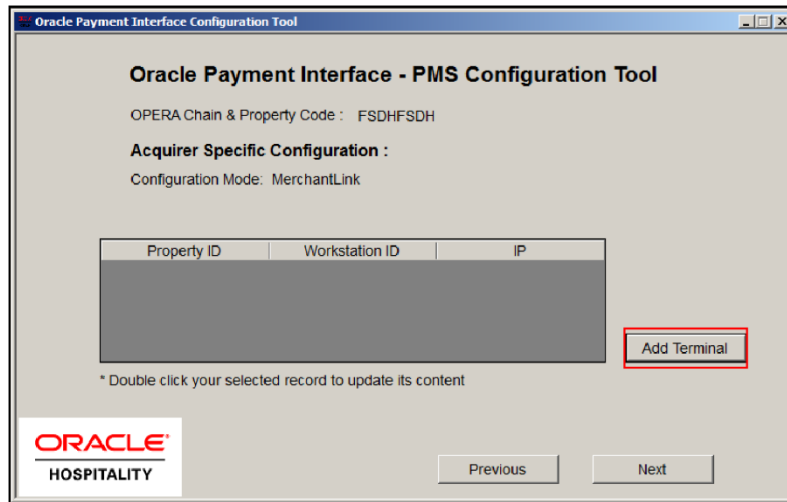 Oracle Payment Interface Configuration Tool
Oracle Payment Interface - PMS Configuration Tool
OPERA Chain & Property Code : FSDHFSDH
Acquirer Specific Configuration :
Configuration Mode: MerchantLink
Property ID Workstation ID IP
Add Terminal
* Double click your selected record to update its content
ORACLE®
HOSPITALITY
Previous Next